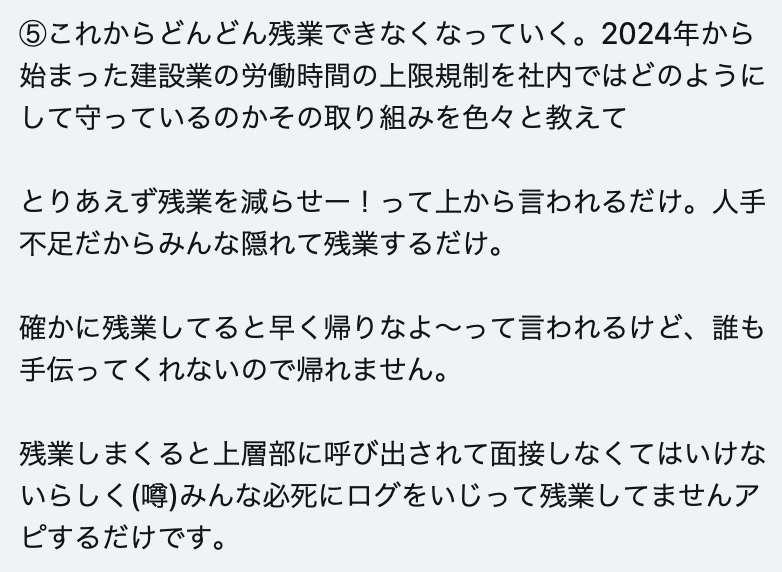 ⑤これからどんどん残業できなくなっていく。2024年から
始まった建設業の労働時間の上限規制を社内ではどのように
して守っているのかその取り組みを色々と教えて
とりあえず残業を減らせー！って上から言われるだけ。人手
不足だからみんな隠れて残業するだけ。
確かに残業してると早く帰りなよ〜って言われるけど、誰も
手伝ってくれないので帰れません。
残業しまくると上層部に呼び出されて面接しなくてはいけな
いらしく(噂)みんな必死にログをいじって残業してませんア
ピするだけです。